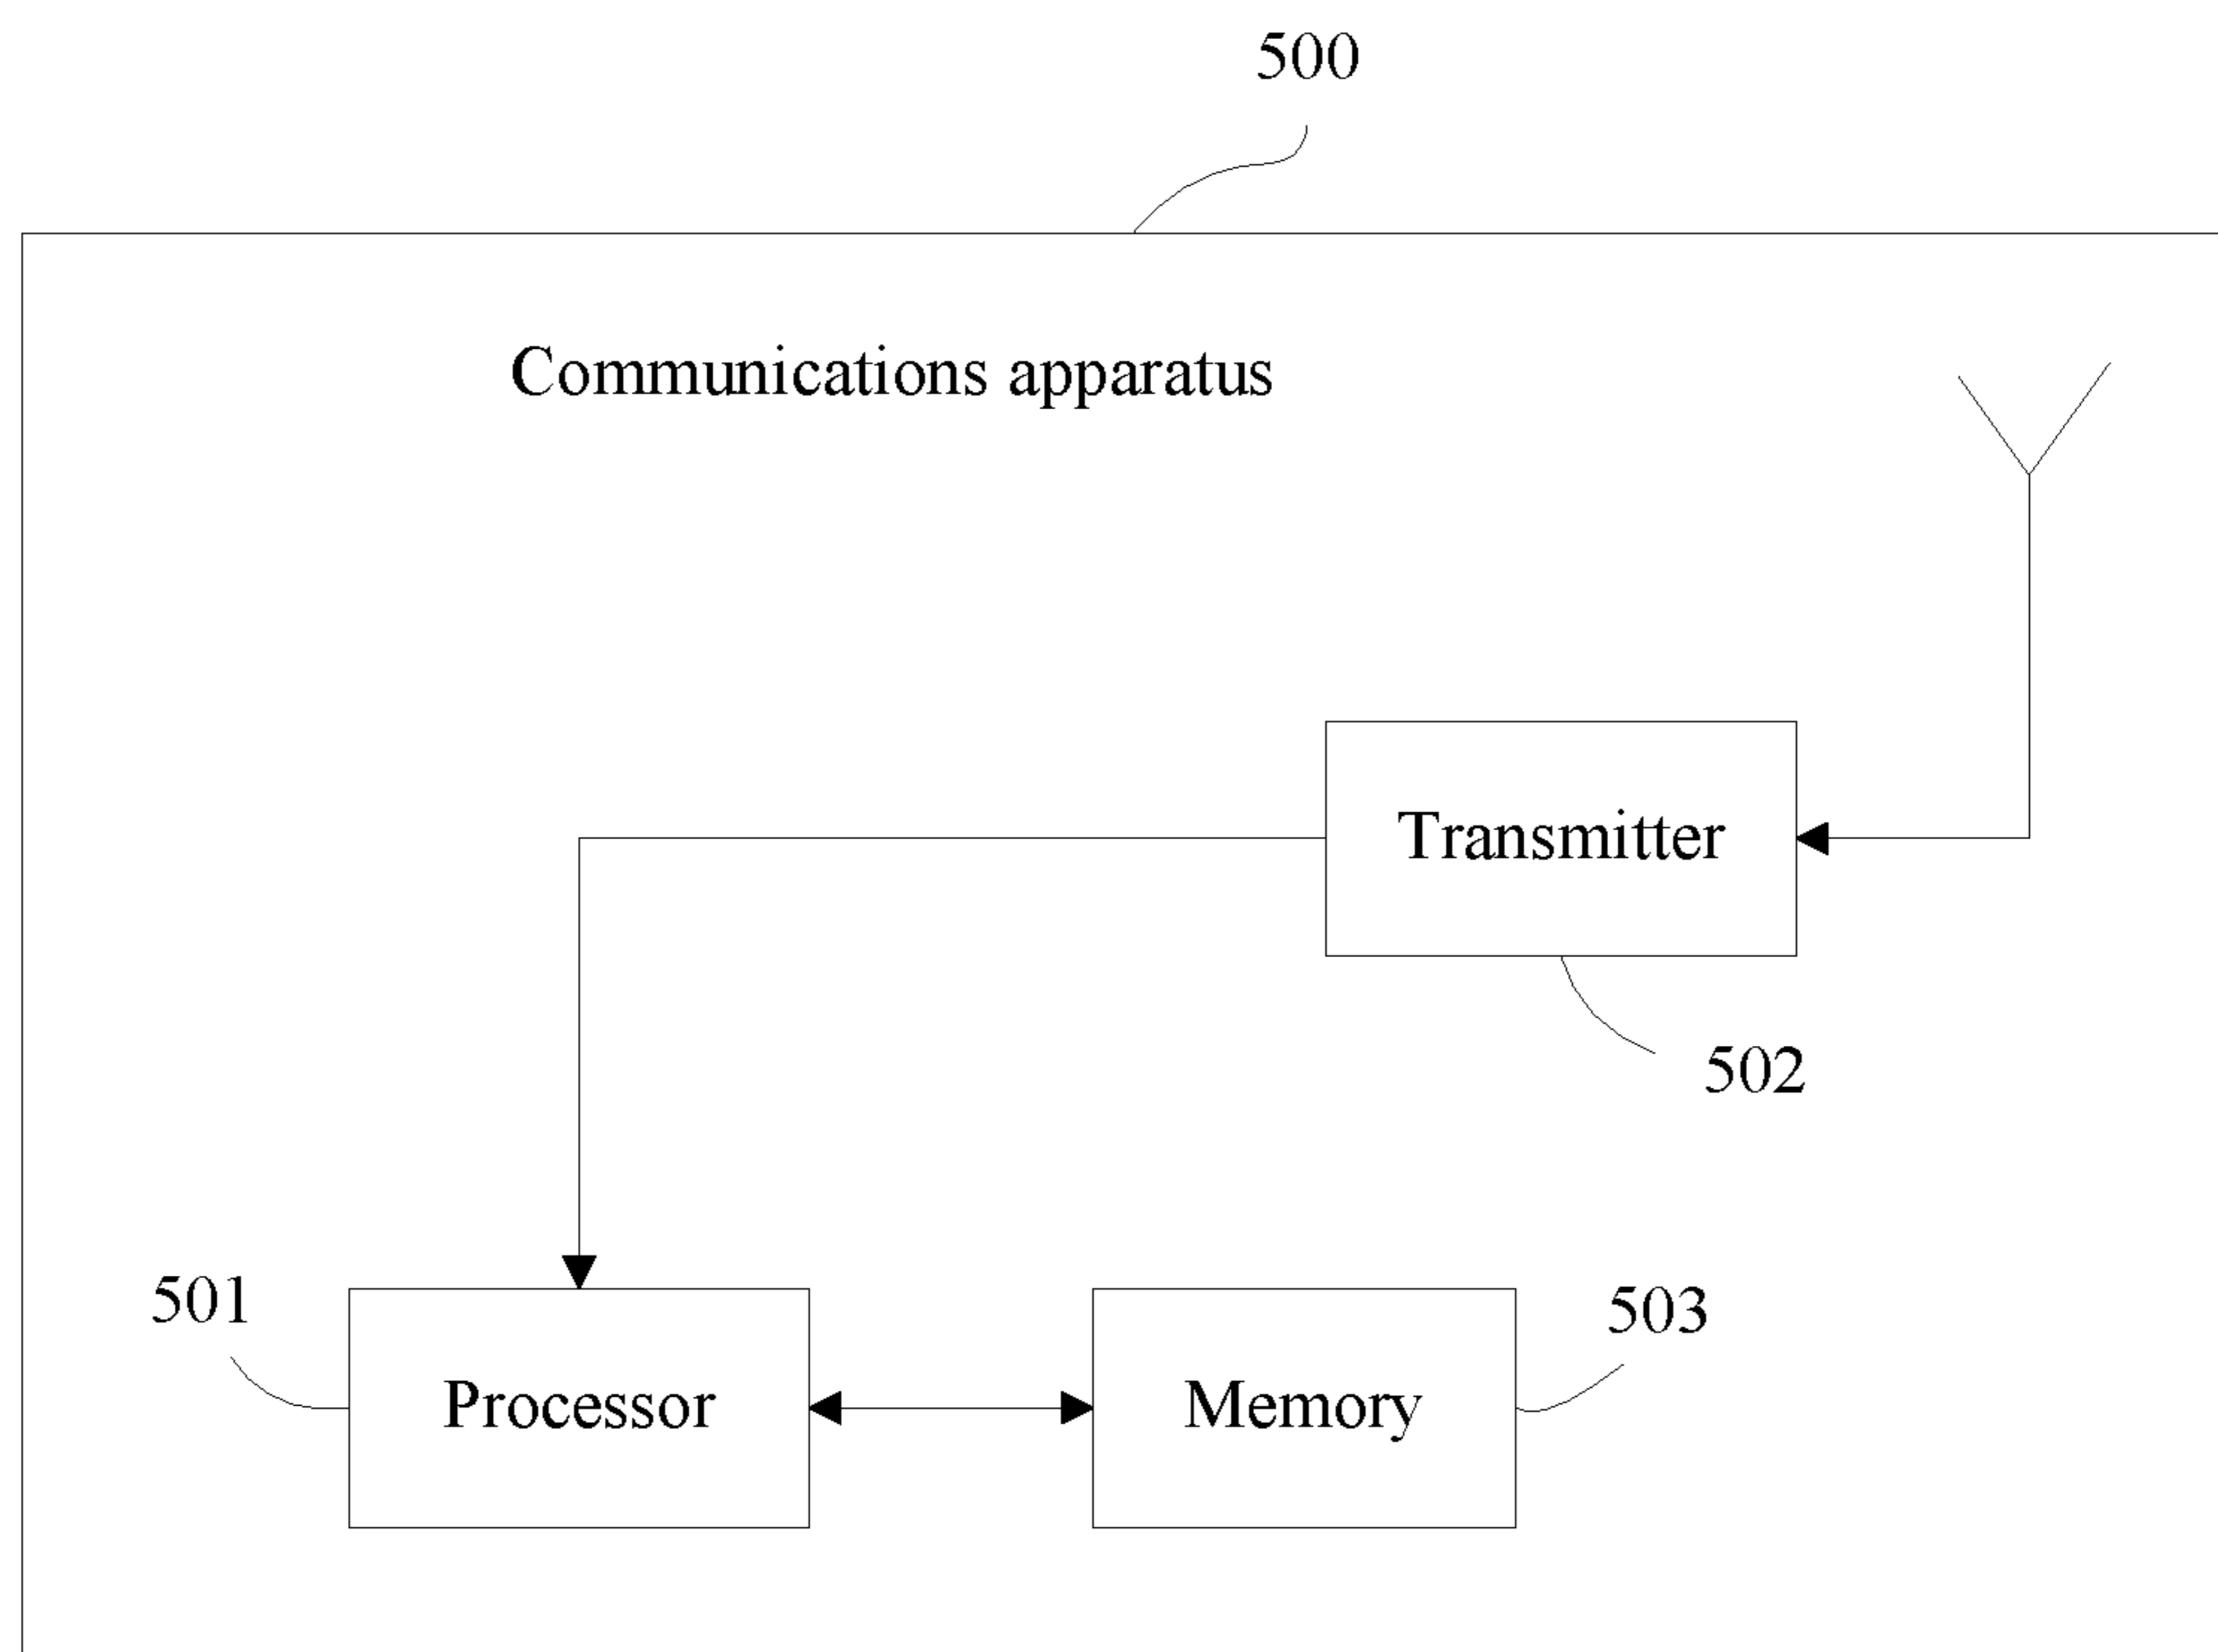 500
Communications apparatus
Transmitter
502
501
503
Processor
Memory